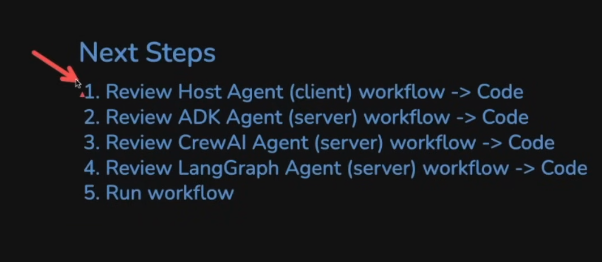 Next Steps
1. Review Host Agent (client) workflow -> Code
2. Review ADK Agent (server) workflow -> Code
3. Review CrewAI Agent (server) workflow -> Code
4. Review LangGraph Agent (server) workflow -> Code
5. Run workflow